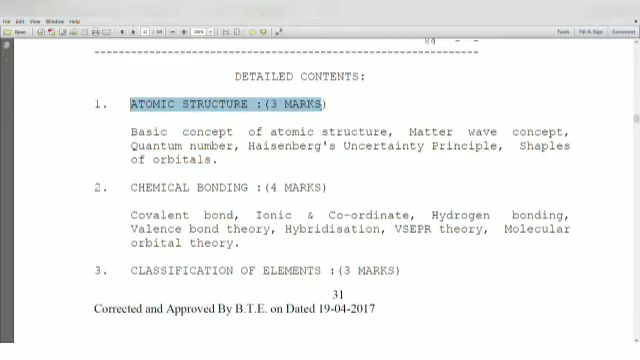 File Edit View Window Help
Open
Tools Fill & Sign Comment
84 - -
DETAILED CONTENTS:
1. ATOMIC STRUCTURE :(3 MARKS)
Basic concept of atomic structure, Matter wave concept,
Quantum number, Haisenberg's Uncertainty Principle, Shaples
of orbitals.
2. CHEMICAL BONDING :(4 MARKS)
Covalent bond, Ionic & Co-ordinate, Hydrogen bonding,
Valence bond theory, Hybridisation, VSEPR theory, Molecular
orbital theory.
3. CLASSIFICATION OF ELEMENTS :(3 MARKS)
31
Corrected and Approved By B.T.E. on Dated 19-04-2017